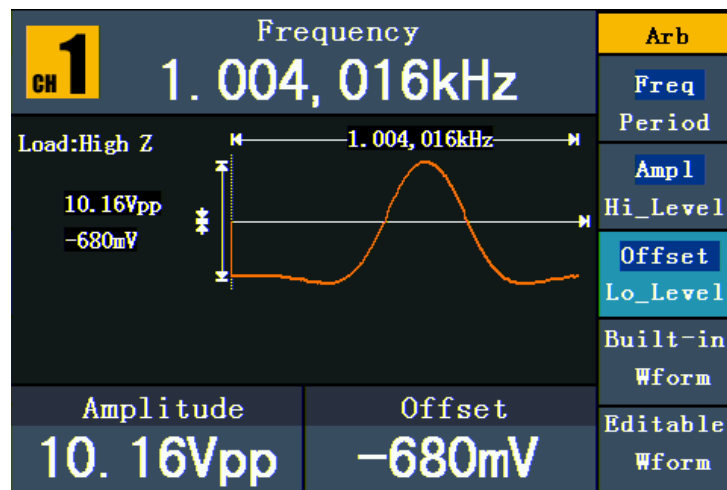 CH 1
Frequency
1.004,016kHz
Load:High Z
1.004,016kHz
10.16Vpp
-680mV
Amplitude
10.16Vpp
Offset
-680mV
Arb
Freq
Period
Ampl
Hi_Level
Offset
Lo_Level
Built-in
Wform
Editable
Wform